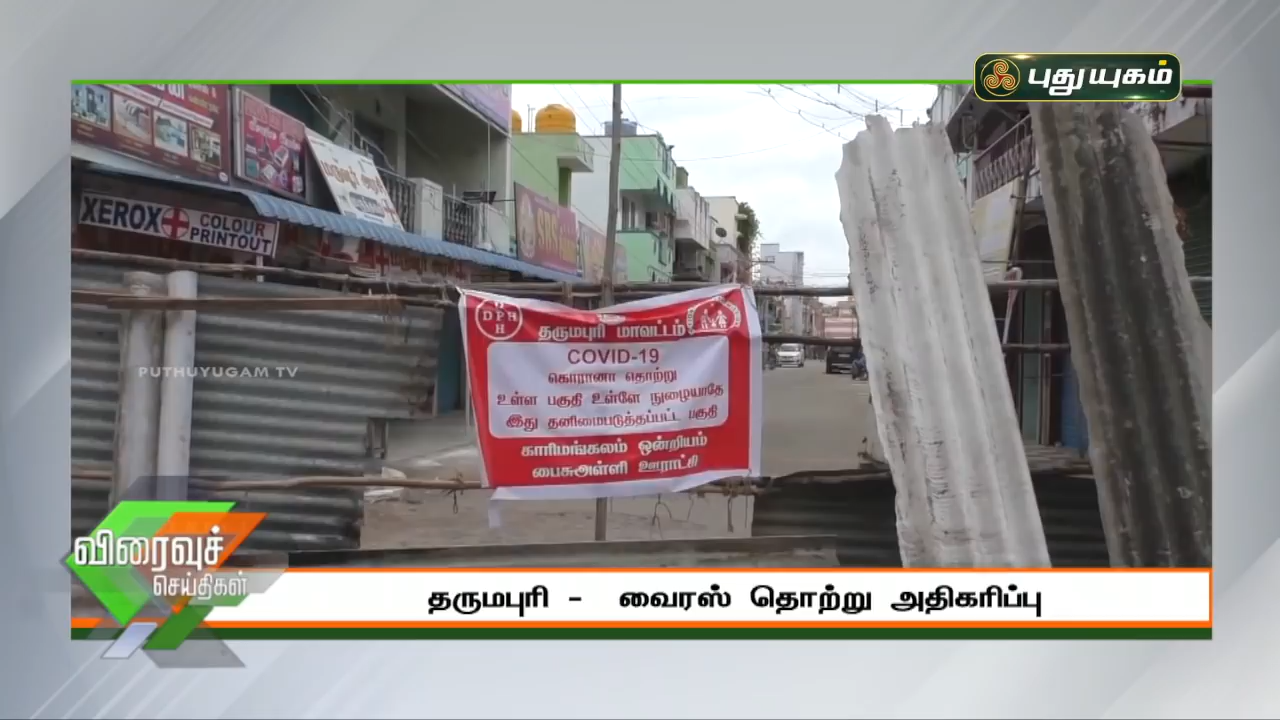 புதுயுகம்
XEROX COLOUR PRINTOUT
SRS
PUTHUYUGAM TV
DPH
H
தருமபுரி மாவட்டம்
COVID-19
கொரானா தொற்று
உள்ள பகுதி உள்ளே நுழையாதே
இது தனிமைபடுத்தப்பட்ட பகுதி
காரிமங்கலம் ஒன்றியம்
பைசுஅள்ளி ஊராட்சி
விரைவுச்
செய்திகள்
தருமபுரி - வைரஸ் தொற்று அதிகரிப்பு